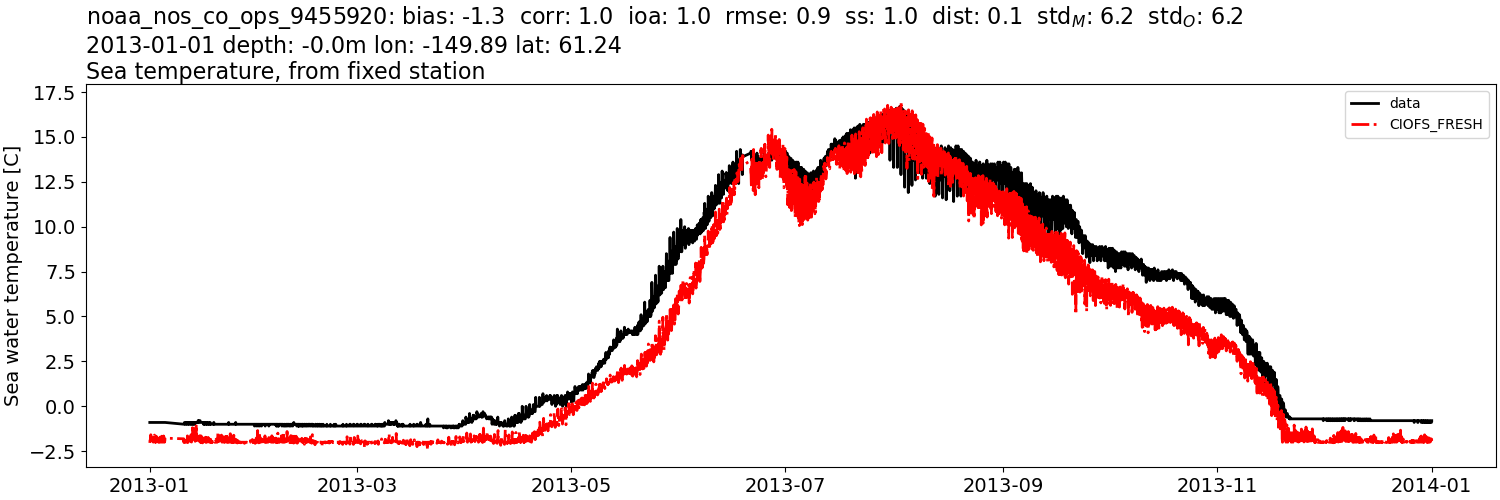 noaa_nos_co_ops_9455920: bias: -1.3  corr: 1.0  ioa: 1.0  rmse: 0.9  ss: 1.0  dist: 0.1  std_M: 6.2  std_O: 6.2
2013-01-01 depth: -0.0m lon: -149.89 lat: 61.24
Sea temperature, from fixed station
Sea water temperature [C]
17.5
15.0
12.5
10.0
7.5
5.0
2.5
0.0
−2.5
data
CIOFS_FRESH
2013-01
2013-03
2013-05
2013-07
2013-09
2013-11
2014-01